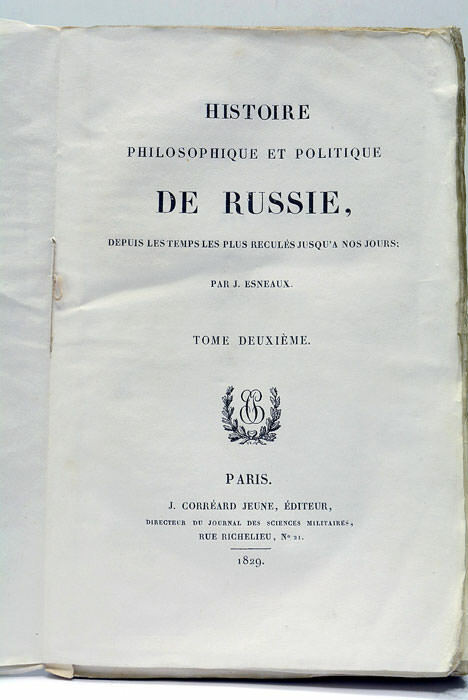 HISTOIRE
PHILOSOPHIQUE ET POLITIQUE
DE RUSSIE,
DEPUIS LES TEMPS LES PLUS RECULÉS JUSQU'A NOS JOURS;
PAR J. ESNEAUX.
TOME DEUXIÈME.
PARIS.
J. CORRÉARD JEUNE, ÉDITEUR,
DIRECTEUR DU JOURNAL DES SCIENCES MILITAIRES,
RUE RICHELIEU, Nº 21.
1829.